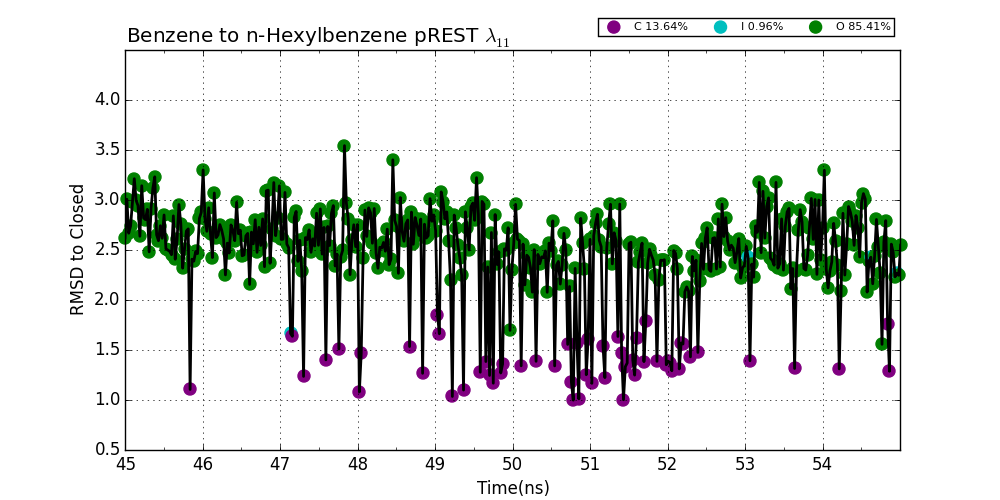 Benzene to n-Hexylbenzene pREST λ₁₁
C 13.64% I 0.96% O 85.41%
4.0
3.5
3.0
2.5
2.0
1.5
1.0
0.5
RMSD to Closed
45 46 47 48 49 50 51 52 53 54
Time(ns)